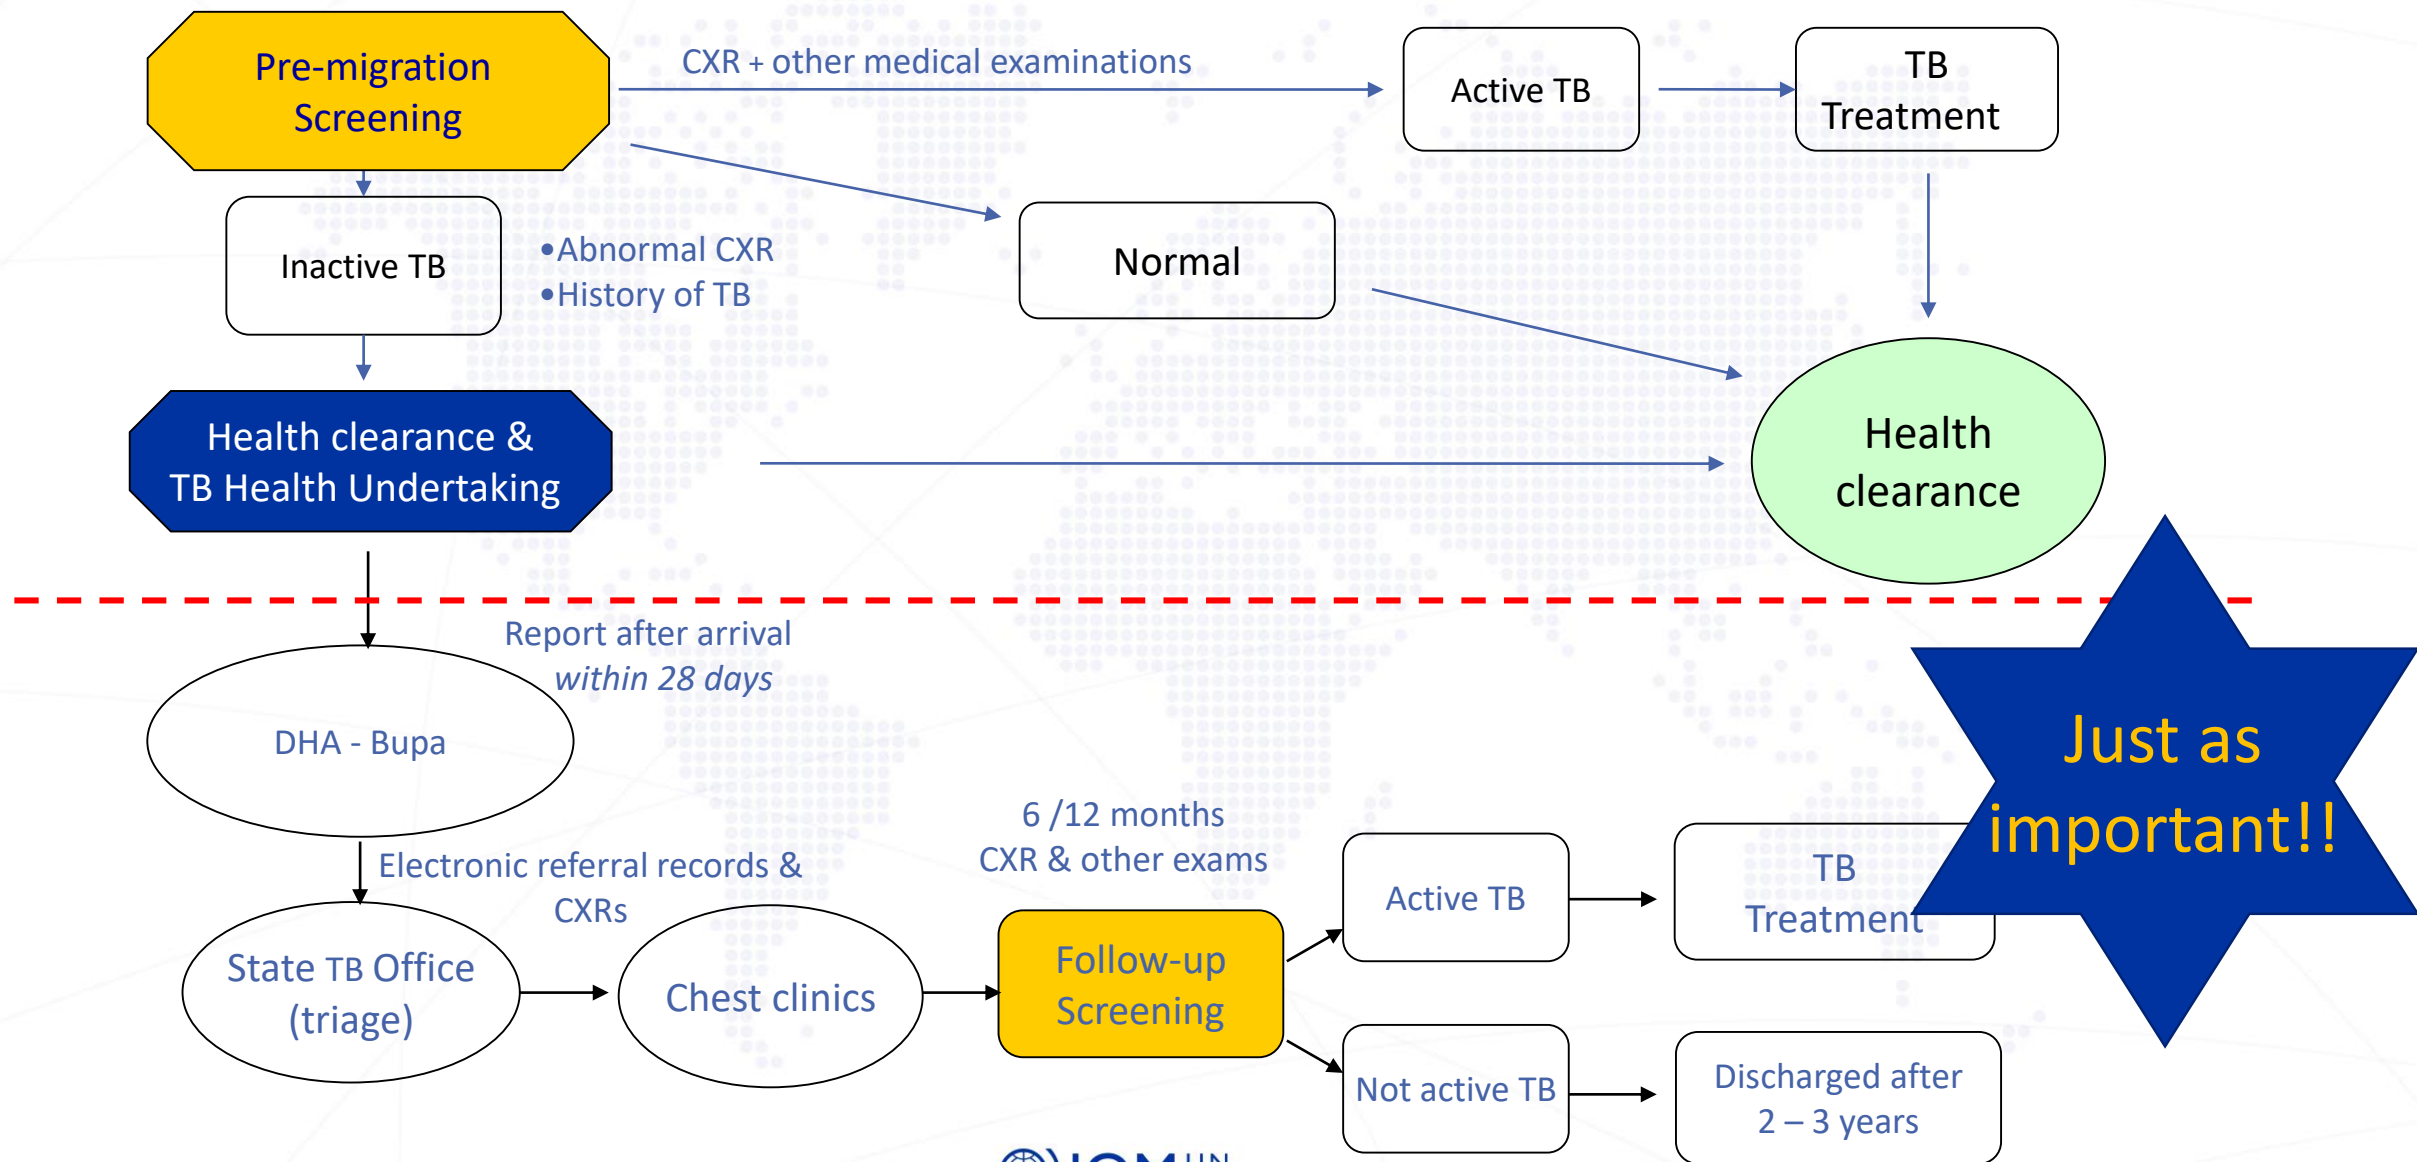 Pre-migration
Screening
CXR + other medical examinations
Active TB
TB
Treatment
Inactive TB
•Abnormal CXR
•History of TB
Normal
Health clearance &
TB Health Undertaking
Health
clearance
Report after arrival
within 28 days
DHA - Bupa
Just as
important!!
Electronic referral records &
CXRs
6 /12 months
CXR & other exams
State TB Office
(triage)
Chest clinics
Follow-up
Screening
Active TB
TB
Treatment
Not active TB
Discharged after
2 – 3 years
IOM UN